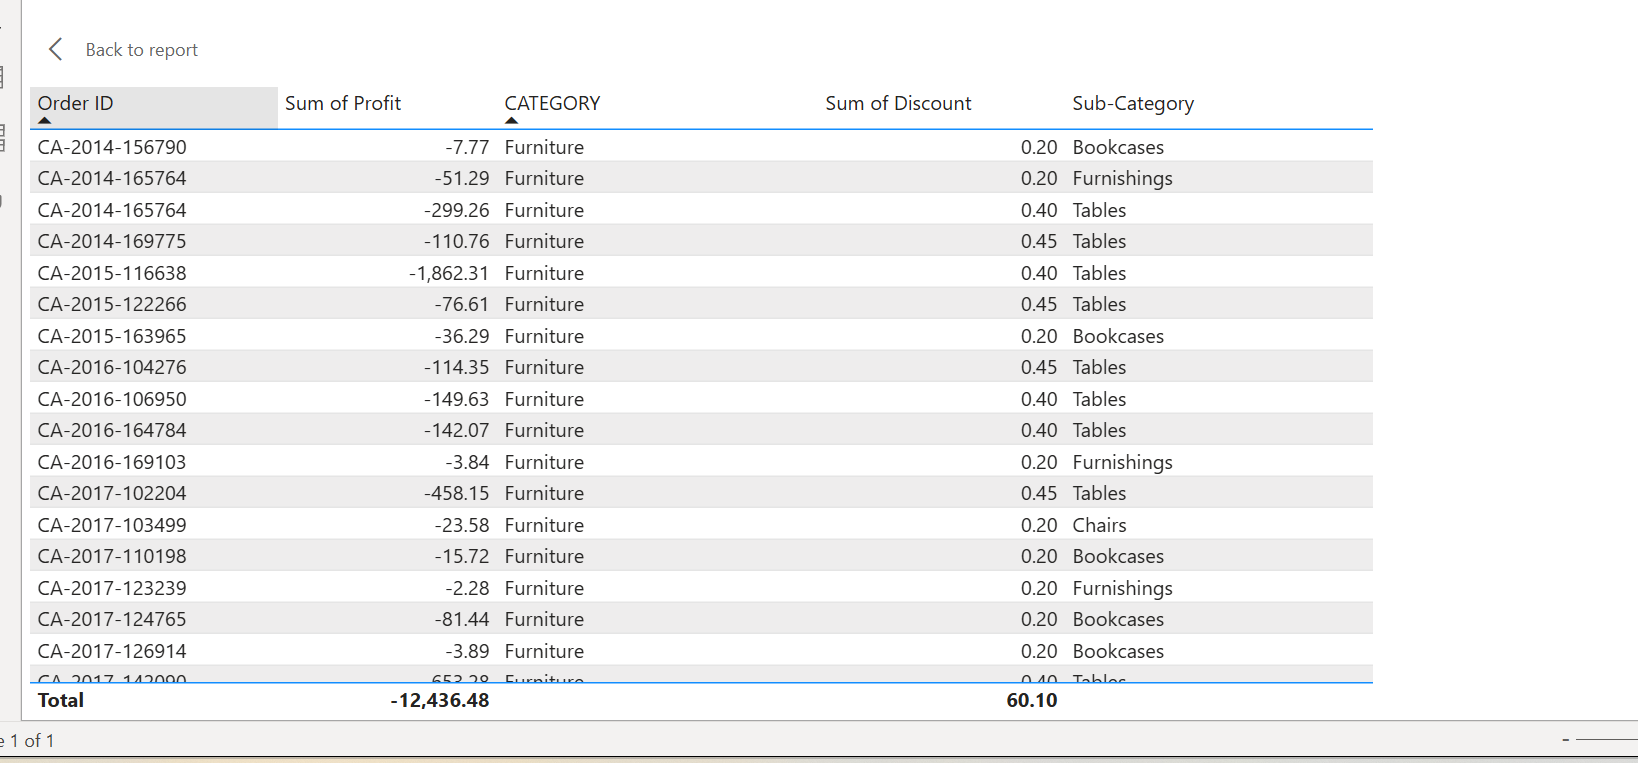 Back to report
Order ID Sum of Profit CATEGORY Sum of Discount Sub-Category
CA-2014-156790 -7.77 Furniture 0.20 Bookcases
CA-2014-165764 -51.29 Furniture 0.20 Furnishings
CA-2014-165764 -299.26 Furniture 0.40 Tables
CA-2014-169775 -110.76 Furniture 0.45 Tables
CA-2015-116638 -1,862.31 Furniture 0.40 Tables
CA-2015-122266 -76.61 Furniture 0.45 Tables
CA-2015-163965 -36.29 Furniture 0.20 Bookcases
CA-2016-104276 -114.35 Furniture 0.45 Tables
CA-2016-106950 -149.63 Furniture 0.40 Tables
CA-2016-164784 -142.07 Furniture 0.40 Tables
CA-2016-169103 -3.84 Furniture 0.20 Furnishings
CA-2017-102204 -458.15 Furniture 0.45 Tables
CA-2017-103499 -23.58 Furniture 0.20 Chairs
CA-2017-110198 -15.72 Furniture 0.20 Bookcases
CA-2017-123239 -2.28 Furniture 0.20 Furnishings
CA-2017-124765 -81.44 Furniture 0.20 Bookcases
CA-2017-126914 -3.89 Furniture 0.20 Bookcases
Furniture 0.40 Tables
Total -12,436.48 60.10
1 of 1